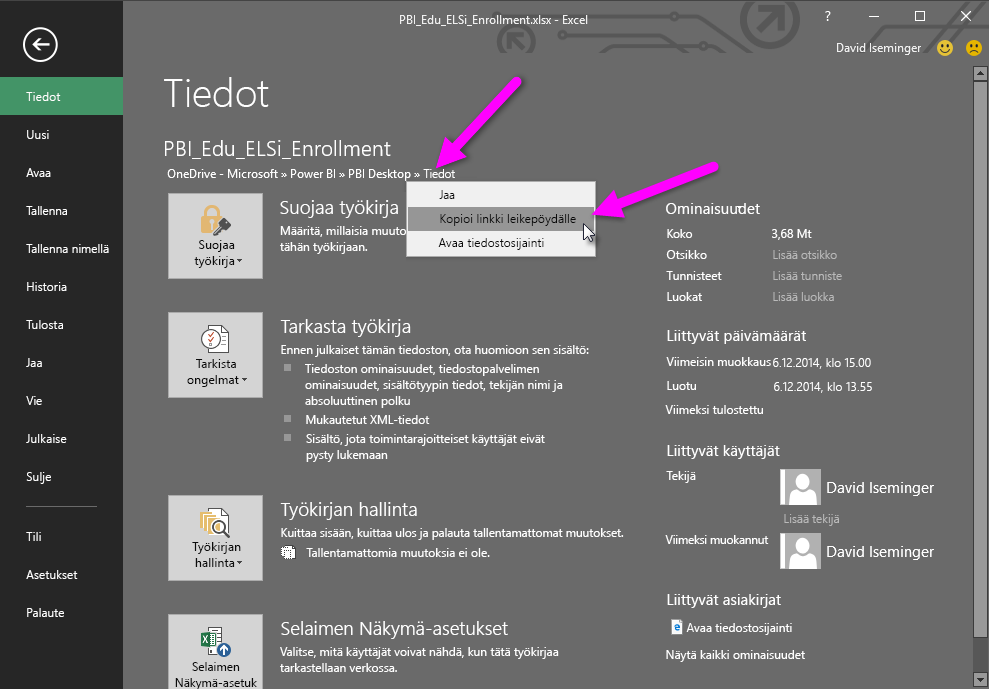 PBI_Edu_ELSi_Enrollment.xlsx - Excel
?
David Iseminger
Tiedot
Uusi
Avaa
Tallenna
Tallenna nimellä
Historia
Tulosta
Jaa
Vie
Julkaise
Sulje
Tili
Asetukset
Palaute
Tiedot
PBI_Edu_ELSi_Enrollment
OneDrive - Microsoft » Power BI » PBI Desktop » Tiedot
Jaa
Kopioi linkki leikepöydälle
Avaa tiedostosijainti
Suojaa
työkirja
Suojaa työkirja
Määritä, millaisia muuto
tähän työkirjaan.
Tarkista
ongelmat
Tarkasta työkirja
Ennen julkaiset tämän tiedoston, ota huomioon sen sisältö:
Tiedoston ominaisuudet, tiedostopalvelimen
ominaisuudet, sisältötyypin tiedot, tekijän nimi ja
absoluuttinen polku
Mukautetut XML-tiedot
Sisältö, jota toimintarajoitteiset käyttäjät eivät
pysty lukemaan
Työkirjan
hallinta
Työkirjan hallinta
Kuittaa sisään, kuittaa ulos ja palauta tallentamattomat muutokset.
Tallentamattomia muutoksia ei ole.
Selaimen
Näkymä-asetuk
Selaimen Näkymä-asetukset
Valitse, mitä käyttäjät voivat nähdä, kun tätä työkirjaa
tarkastellaan verkossa.
Ominaisuudet
Koko 3,68 Mt
Otsikko Lisää otsikko
Tunnisteet Lisää tunniste
Luokat Lisää luokka
Liittyvät päivämäärät
Viimeisin muokkaus 6.12.2014, klo 15.00
Luotu 6.12.2014, klo 13.55
Viimeksi tulostettu
Liittyvät käyttäjät
Tekijä
David Iseminger
Lisää tekijä
Viimeksi muokannut
David Iseminger
Liittyvät asiakirjat
Avaa tiedostosijainti
Näytä kaikki ominaisuudet